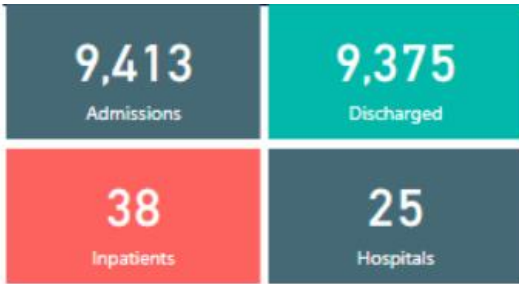 9,413
Admissions
9,375
Discharged
38
Inpatients
25
Hospitals